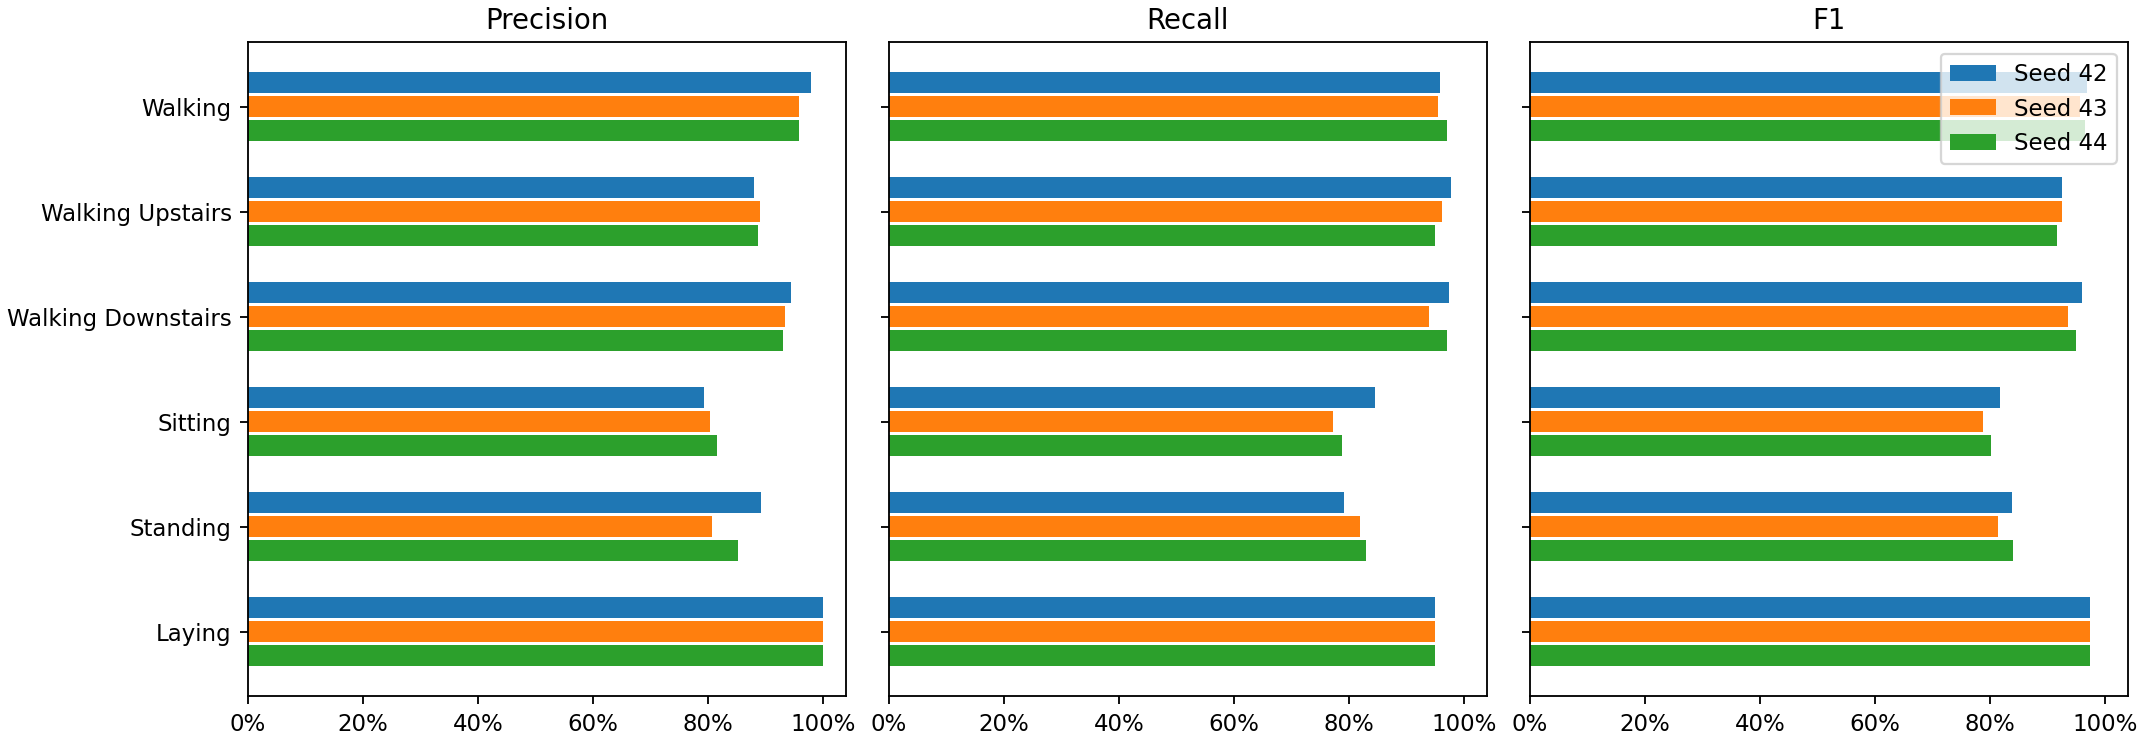 Precision
Recall
F1
Seed 42
Seed 43
Seed 44
Walking
Walking Upstairs
Walking Downstairs
Sitting
Standing
Laying
0% 20% 40% 60% 80% 100%
0% 20% 40% 60% 80% 100%
0% 20% 40% 60% 80% 100%